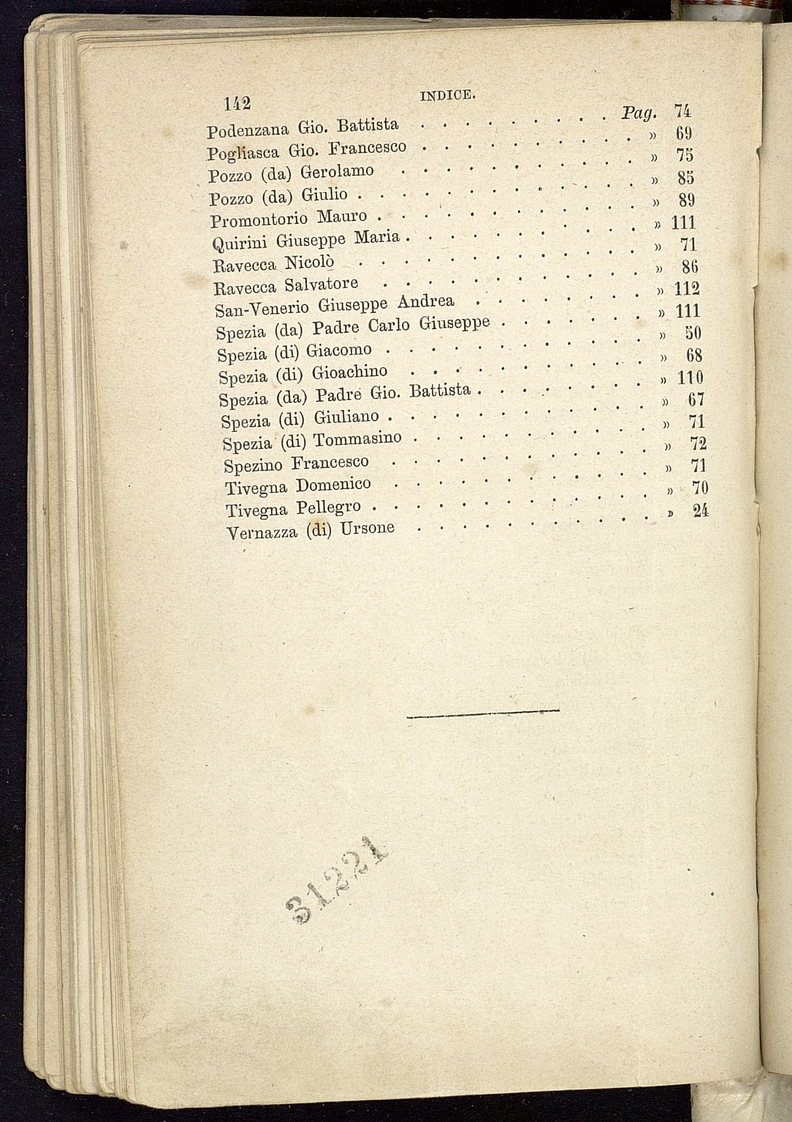 142 INDICE.
Podenzana Gio. Battista . . . . . . . . . Pag. 74
Pogliasca Gio. Francesco . . . . . . . . . » 69
Pozzo (da) Gerolamo . . . . . . . . . » 75
Pozzo (da) Giulio . . . . . . . . . . . » 85
Promontorio Mauro . . . . . . . . . . . » 89
Quirini Giuseppe Maria . . . . . . . . . . » 111
Ravecca Nicolò . . . . . . . . . . . » 71
Ravecca Salvatore . . . . . . . . . . » 86
San-Venerio Giuseppe Andrea . . . . . . . » 112
Spezia (da) Padre Carlo Giuseppe . . . . . . . » 111
Spezia (di) Giacomo . . . . . . . . . . . » 50
Spezia (di) Gioachino . . . . . . . . . . » 68
Spezia (da) Padre Gio. Battista . . . . . . . . » 110
Spezia (di) Giuliano . . . . . . . . . . . » 67
Spezia (di) Tommasino . . . . . . . . . . » 71
Spezino Francesco . . . . . . . . . . . » 72
Tivegna Domenico . . . . . . . . . . . » 71
Tivegna Pellegro . . . . . . . . . . . » 70
Vernazza (di) Ursone . . . . . . . . . . » 24
31221